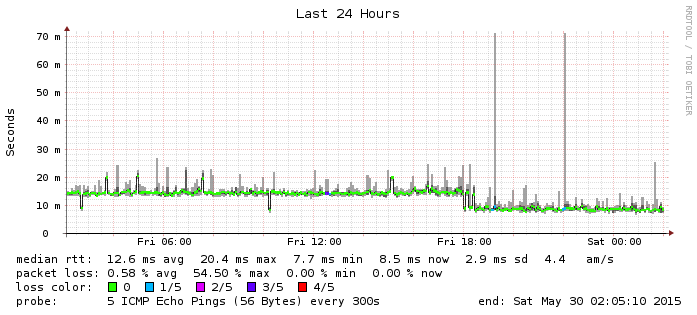 Last 24 Hours
RRDTOOL / TOBI OETIKER
Seconds
70 m
60 m
50 m
40 m
30 m
20 m
10 m
0
Fri 06:00 Fri 12:00 Fri 18:00 Sat 00:00
median rtt: 12.6 ms avg 20.4 ms max 7.7 ms min 8.5 ms now 2.9 ms sd 4.4 am/s
packet loss: 0.58 % avg 54.50 % max 0.00 % min 0.00 % now
loss color: 0 1/5 2/5 3/5 4/5
probe: 5 ICMP Echo Pings (56 Bytes) every 300s end: Sat May 30 02:05:10 2015